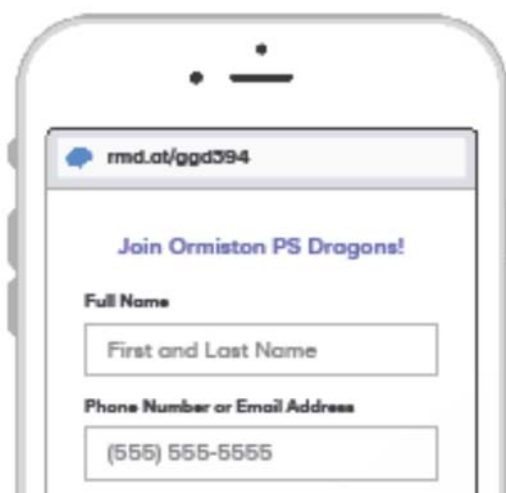 rmd.at/ggd394
Join Ormiston PS Dragons!
Full Name
First and Last Name
Phone Number or Email Address
(555) 555-5555